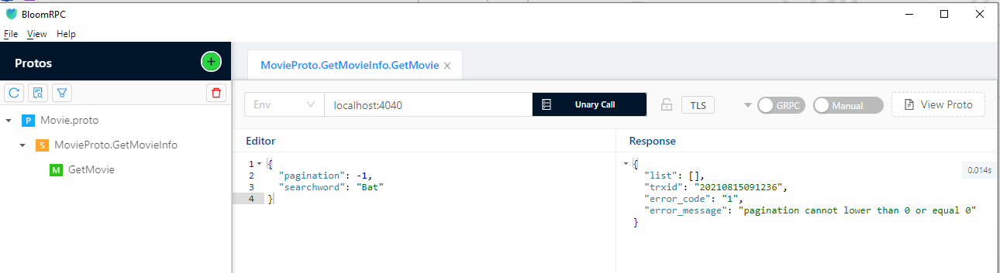 BloomRPC
File View Help
Protos
MovieProto.GetMovieInfo.GetMovie
Env
localhost:4040
Unary Call
TLS
GRPC
Manual
View Proto
P Movie.proto
S MovieProto.GetMovieInfo
M GetMovie
Editor
1 {
2 "pagination": -1,
3 "searchword": "Bat"
4 }
Response
0.014s
{
"list": [],
"trxid": "20210815091236",
"error_code": "1",
"error_message": "pagination cannot lower than 0 or equal 0"
}